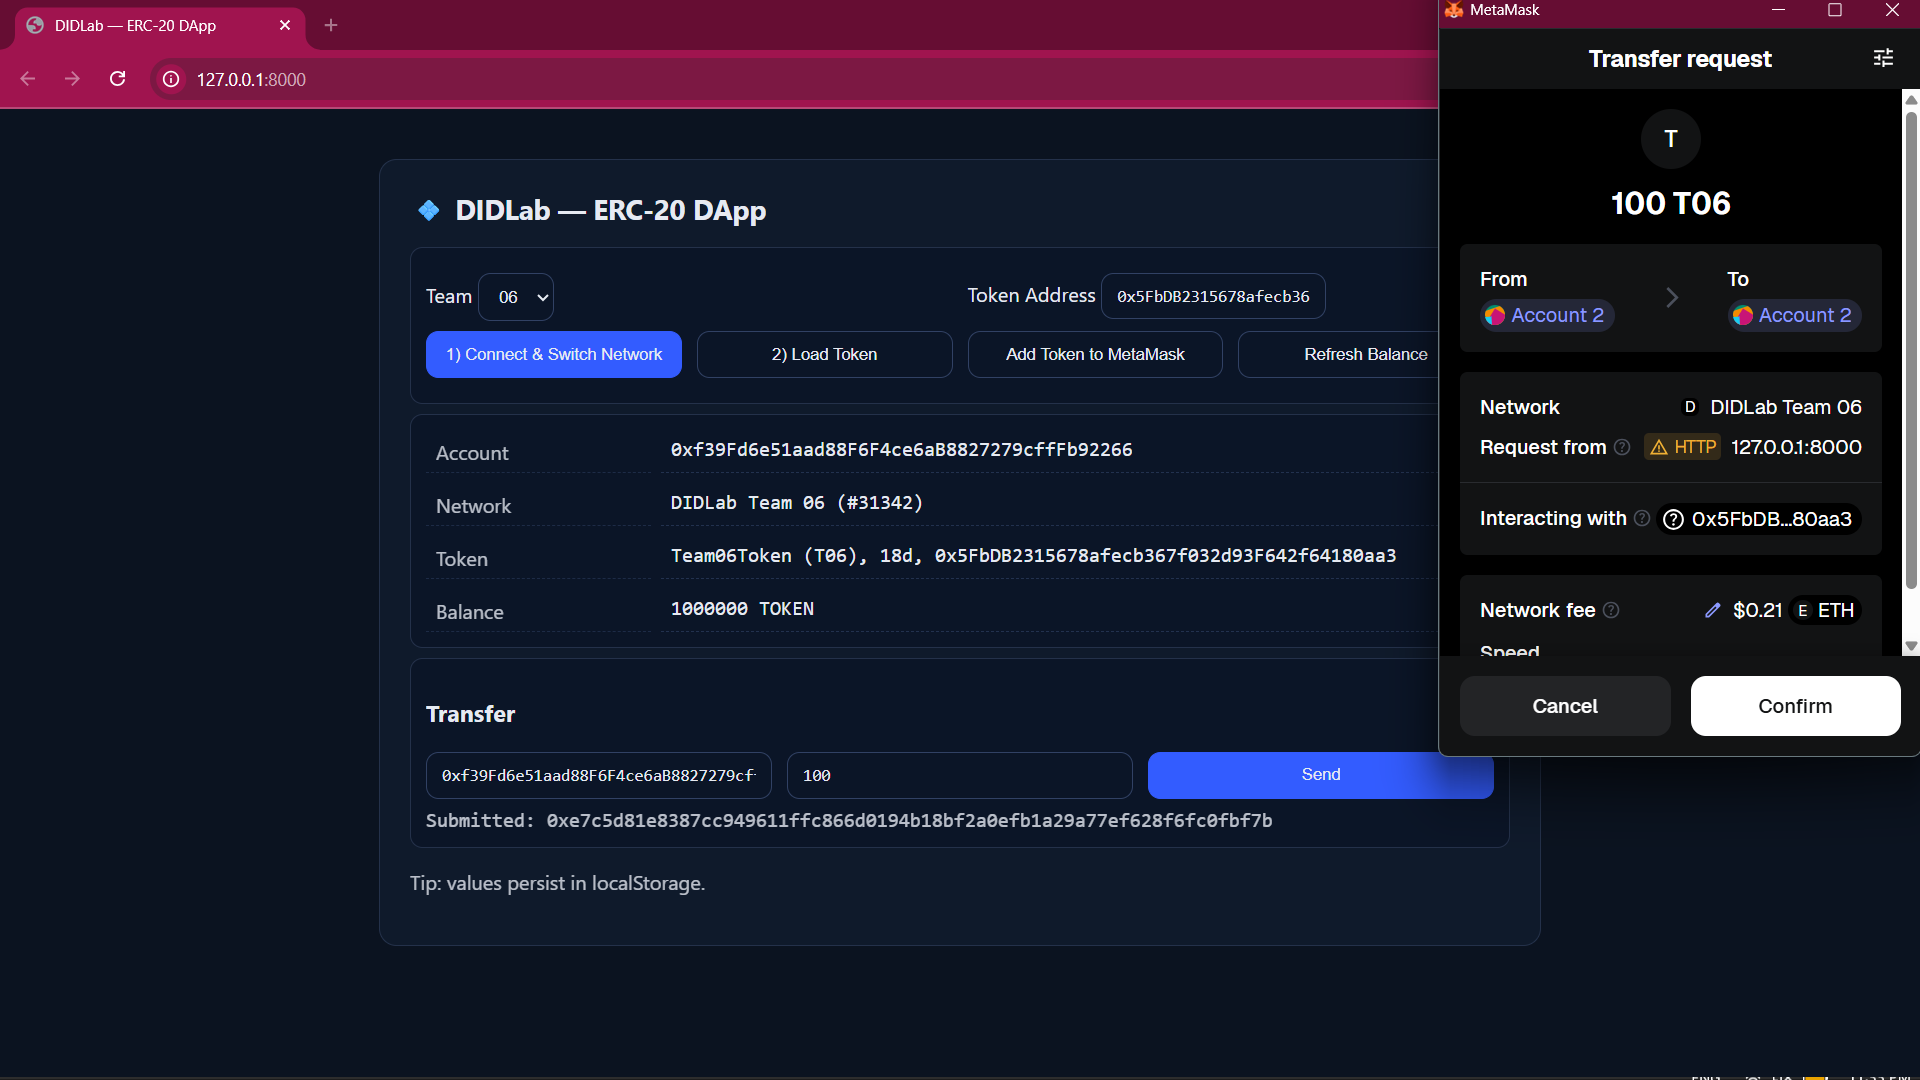 DIDLab — ERC-20 DApp
127.0.0.1:8000
DIDLab — ERC-20 DApp
Team 06
Token Address 0x5FbDB2315678afecb36
1) Connect & Switch Network
2) Load Token
Add Token to MetaMask
Refresh Balance
Account 0xf39Fd6e51aad88F6F4ce6aB8827279cffFb92266
Network DIDLab Team 06 (#31342)
Token Team06Token (T06), 18d, 0x5FbDB2315678afecb367f032d93F642f64180aa3
Balance 1000000 TOKEN
Transfer
0xf39Fd6e51aad88F6F4ce6aB8827279cf
100
Send
Submitted: 0xe7c5d81e8387cc949611ffc866d0194b18bf2a0efb1a29a77ef628f6fc0fbf7b
Tip: values persist in localStorage.
MetaMask
Transfer request
T
100 T06
From To
Account 2 Account 2
Network D DIDLab Team 06
Request from HTTP 127.0.0.1:8000
Interacting with 0x5FbDB...80aa3
Network fee $0.21 E ETH
Speed
Cancel
Confirm